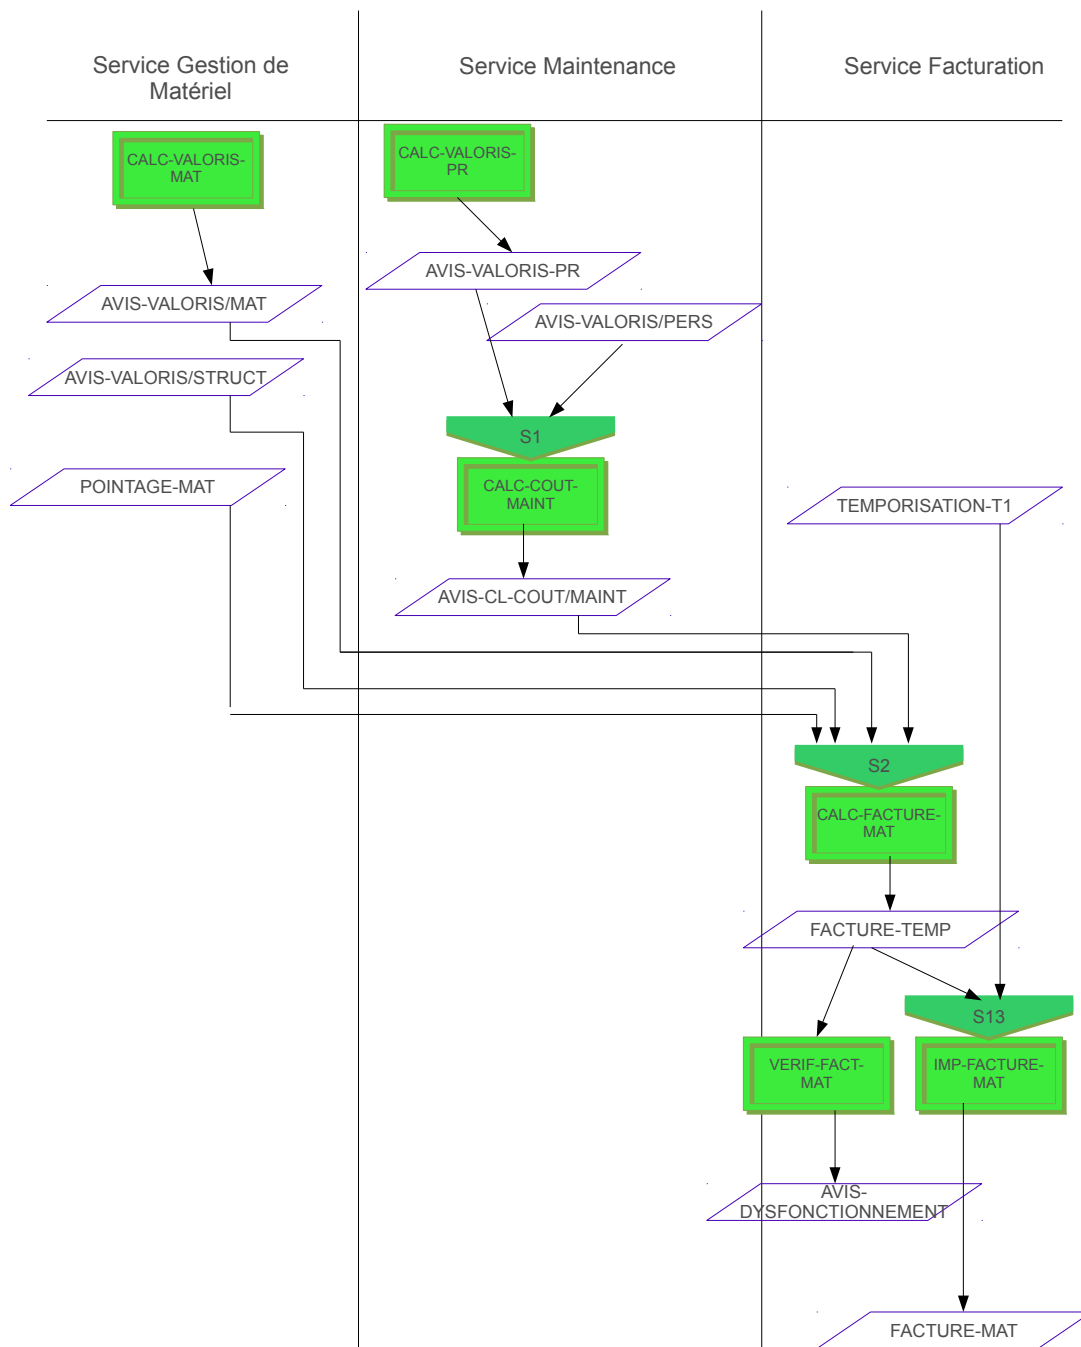 Service Gestion de
Matériel
Service Maintenance
Service Facturation
CALC-VALORIS-
MAT
CALC-VALORIS-
PR
AVIS-VALORIS-PR
AVIS-VALORIS/MAT
AVIS-VALORIS/PERS
AVIS-VALORIS/STRUCT
S1
POINTAGE-MAT
CALC-COUT-
MAINT
TEMPORISATION-T1
AVIS-CL-COUT/MAINT
S2
CALC-FACTURE-
MAT
FACTURE-TEMP
S13
VERIF-FACT-
MAT
IMP-FACTURE-
MAT
AVIS-
DYSFONCTIONNEMENT
FACTURE-MAT